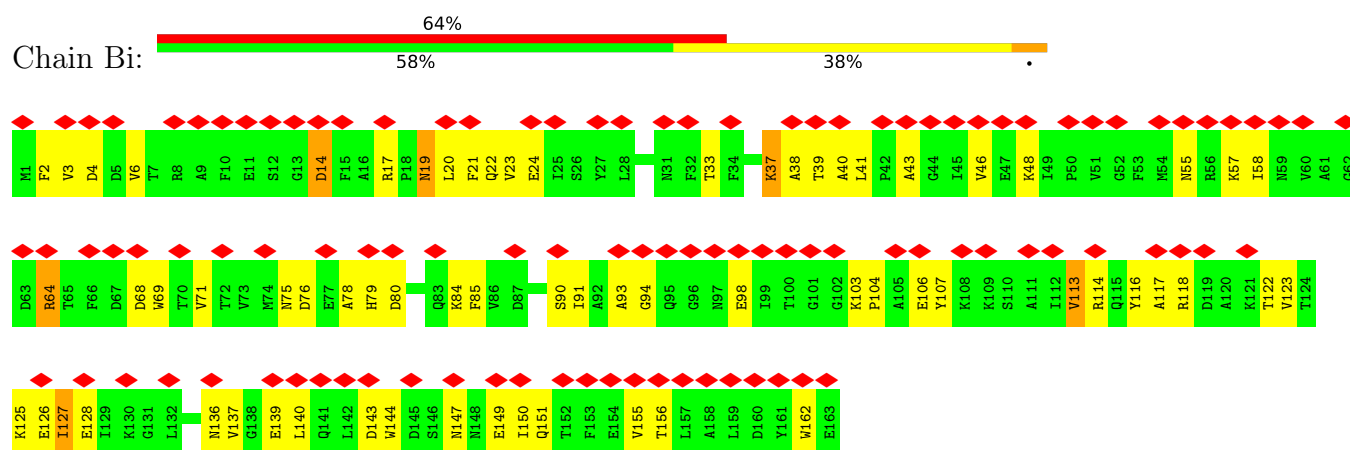 64%
Chain Bi:
58% 38% •
M1 F2 V3 D4 D5 V6 T7 R8 A9 F10 E11 S12 G13 D14 F15 A16 R17 P18 N19 L20 F21 Q22 V23 E24 I25 S26 Y27 L28 N31 F32 T33 F34 K37 A38 T39 A40 L41 P42 A43 G44 I45 V46 E47 K48 I49 P50 V51 G52 F53 M54 N55 R56 K57 I58 N59 V60 A61 G62
D63 R64 T65 F66 D67 D68 W69 T70 V71 T72 V73 M74 N75 D76 E77 A78 H79 D80 Q83 K84 F85 V86 D87 S90 I91 A92 A93 G94 Q95 G96 N97 E98 I99 T100 G101 G102 K103 P104 A105 E106 Y107 K108 K109 S110 A111 I112 V113 R114 Q115 Y116 A117 R118 D119 A120 K121 T122 V123 T124
K125 E126 I127 E128 I129 K130 G131 L132 N136 V137 G138 E139 L140 Q141 L142 D143 W144 D145 S146 N147 N148 E149 I150 Q151 T152 F153 E154 V155 T156 L157 A158 L159 D160 Y161 W162 E163